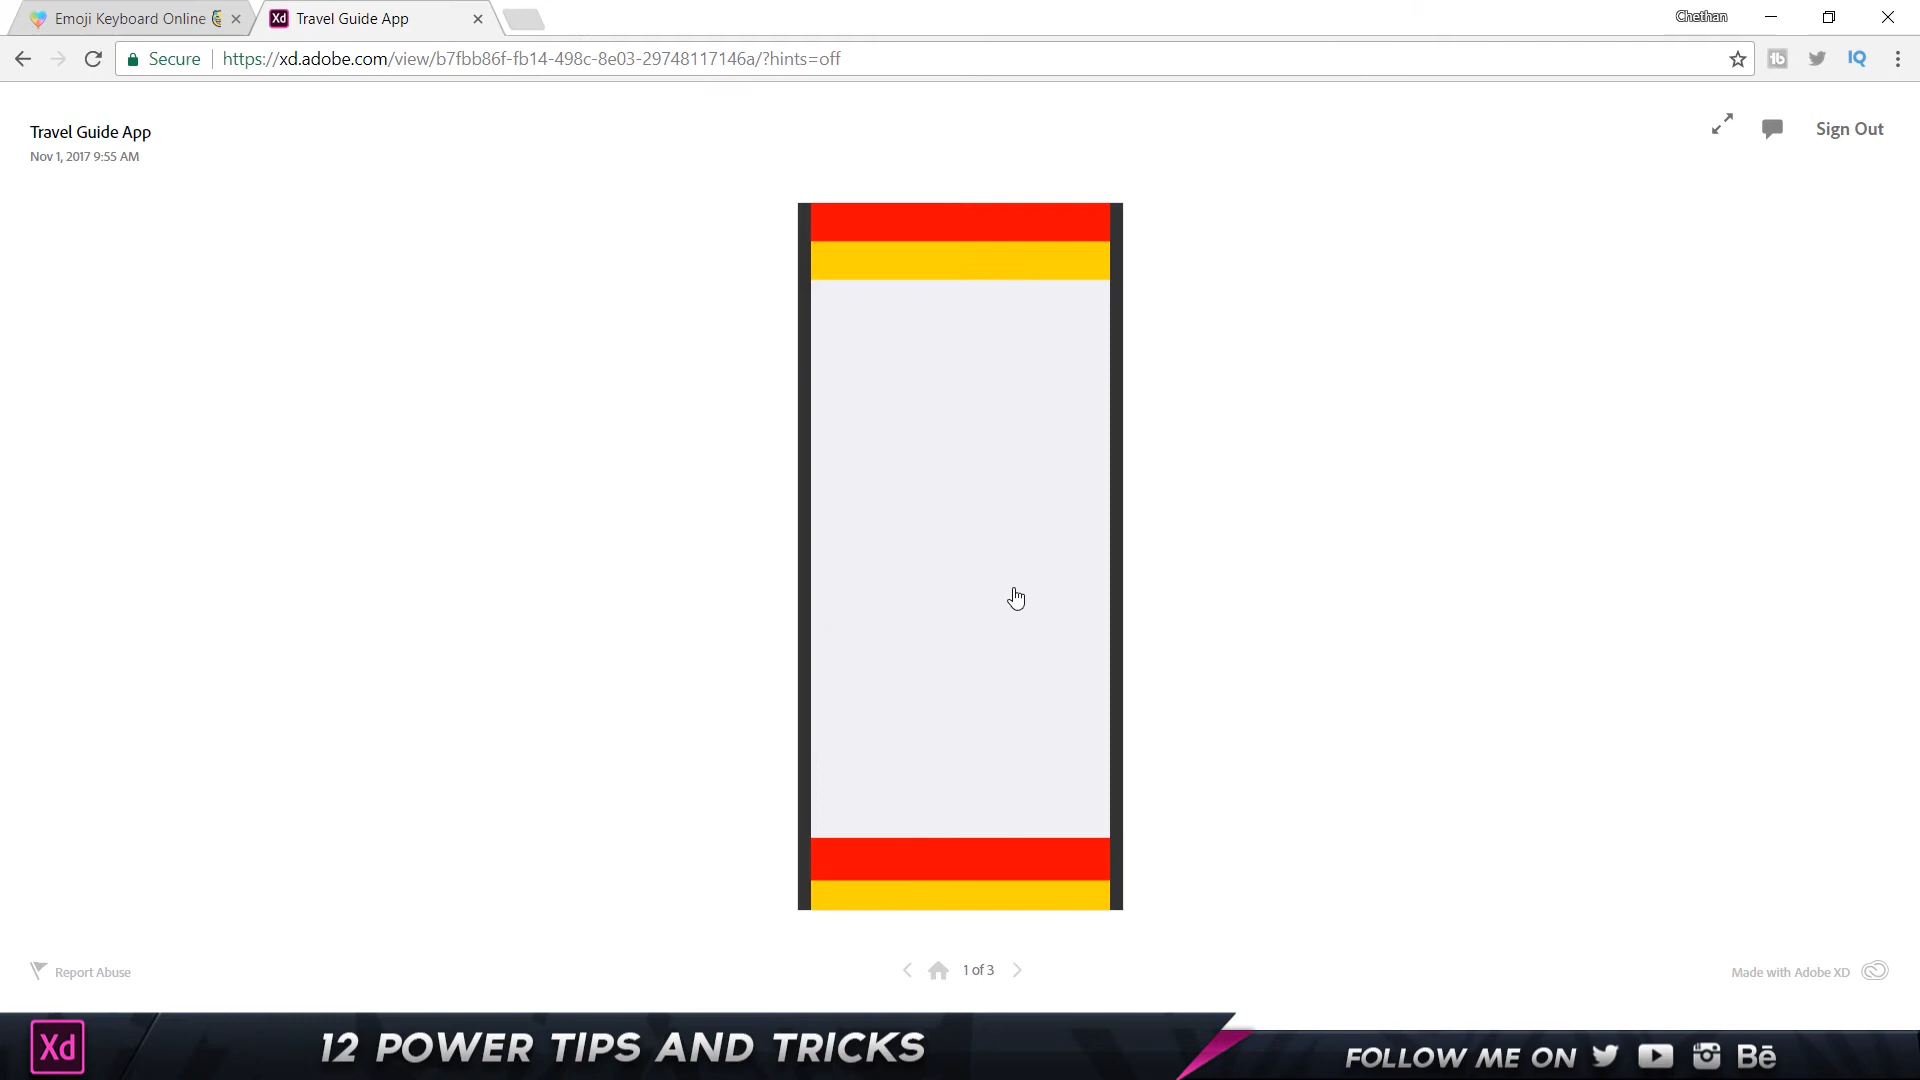 Emoji Keyboard Online
Travel Guide App
Chethan
Secure
https://xd.adobe.com/view/b7fbb86f-fb14-498c-8e03-29748117146a/?hints=off
IQ
Travel Guide App
Nov 1, 2017 9:55 AM
Sign Out
Report Abuse
1 of 3
Made with Adobe XD
Xd
12 POWER TIPS AND TRICKS
FOLLOW ME ON
Bē